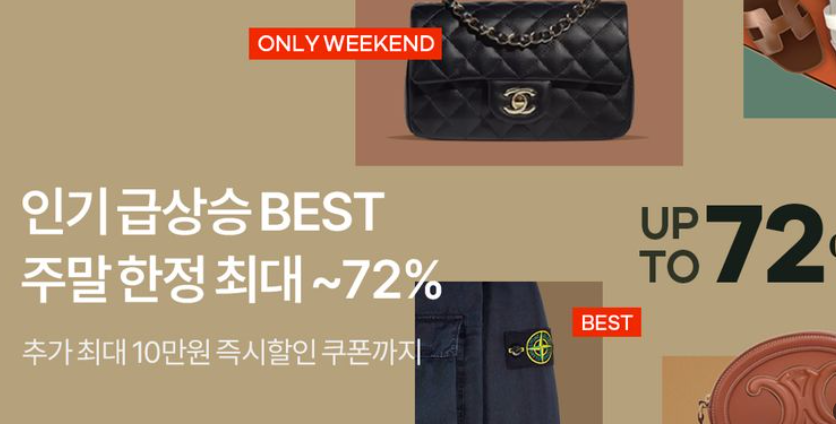 ONLY WEEKEND
인기 급상승 BEST
주말 한정 최대 ~72%
추가 최대 10만원 즉시할인 쿠폰까지
UP
TO 72
BEST